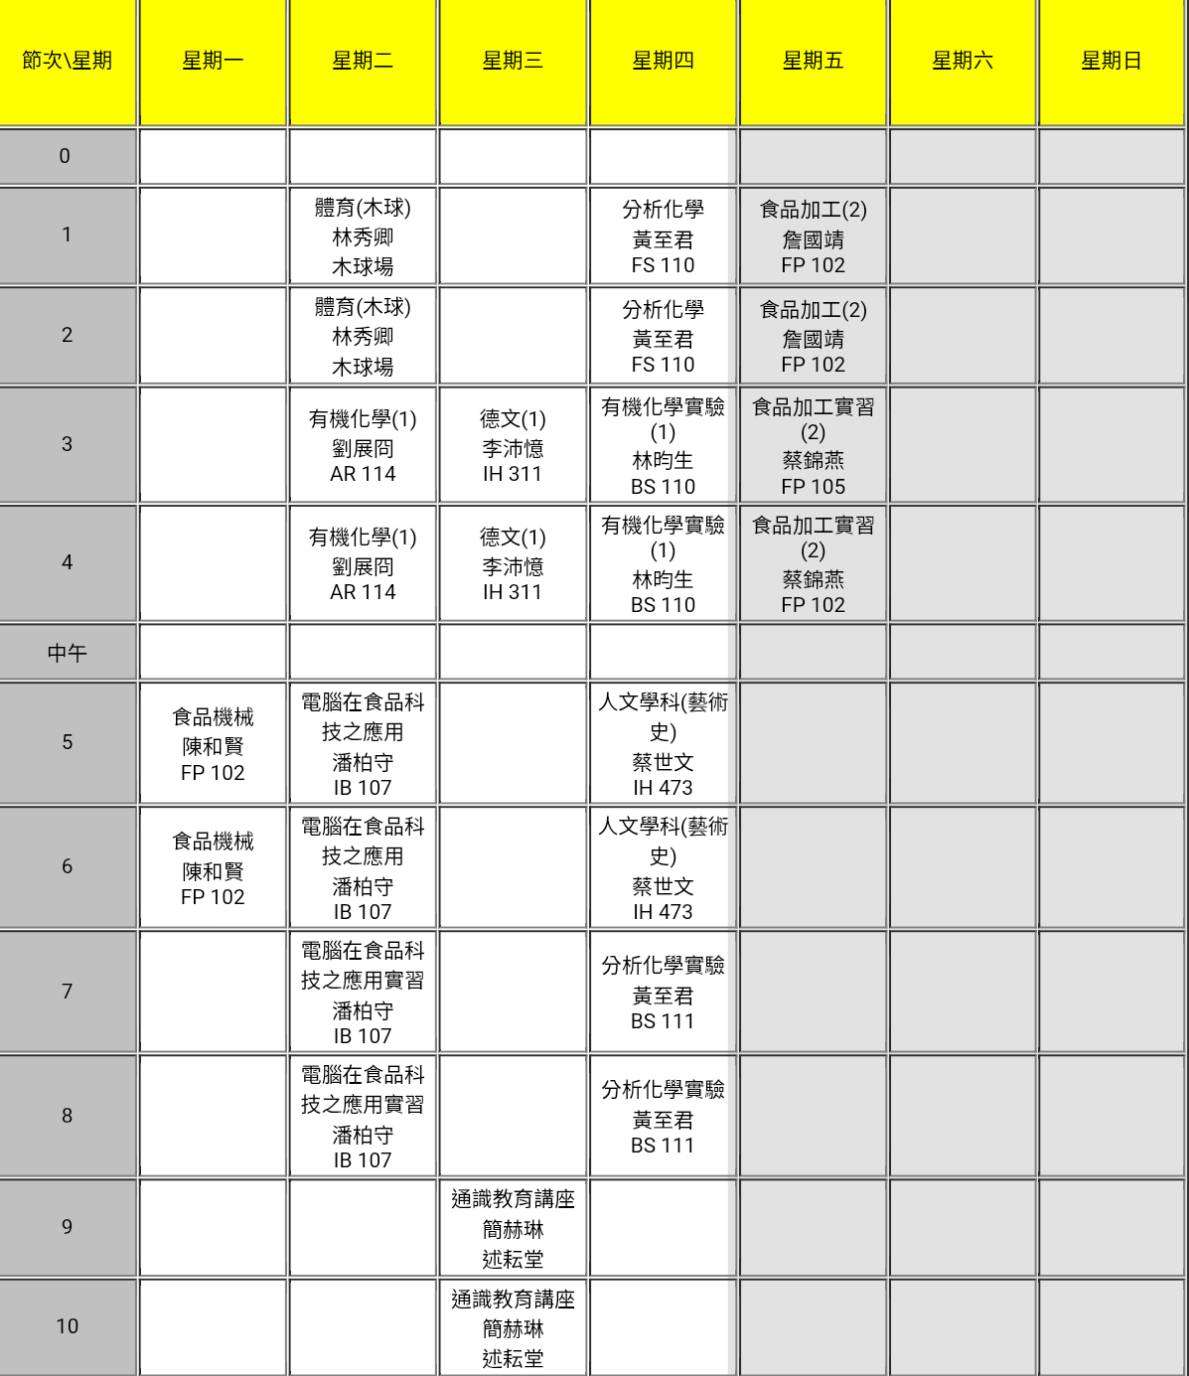 節次\星期 星期一 星期二 星期三 星期四 星期五 星期六 星期日
0
1
體育(木球)
林秀卿
木球場
分析化學
黃至君
FS 110
食品加工(2)
詹國靖
FP 102
2
體育(木球)
林秀卿
木球場
分析化學
黃至君
FS 110
食品加工(2)
詹國靖
FP 102
3
有機化學(1)
劉展冏
AR 114
德文(1)
李沛憶
IH 311
有機化學實驗
(1)
林昀生
BS 110
食品加工實習
(2)
蔡錦燕
FP 105
4
有機化學(1)
劉展冏
AR 114
德文(1)
李沛憶
IH 311
有機化學實驗
(1)
林昀生
BS 110
食品加工實習
(2)
蔡錦燕
FP 102
中午
5
食品機械
陳和賢
FP 102
電腦在食品科
技之應用
潘柏守
IB 107
人文學科(藝術
史)
蔡世文
IH 473
6
食品機械
陳和賢
FP 102
電腦在食品科
技之應用
潘柏守
IB 107
人文學科(藝術
史)
蔡世文
IH 473
7
電腦在食品科
技之應用實習
潘柏守
IB 107
分析化學實驗
黃至君
BS 111
8
電腦在食品科
技之應用實習
潘柏守
IB 107
分析化學實驗
黃至君
BS 111
9
通識教育講座
簡赫琳
述耘堂
10
通識教育講座
簡赫琳
述耘堂